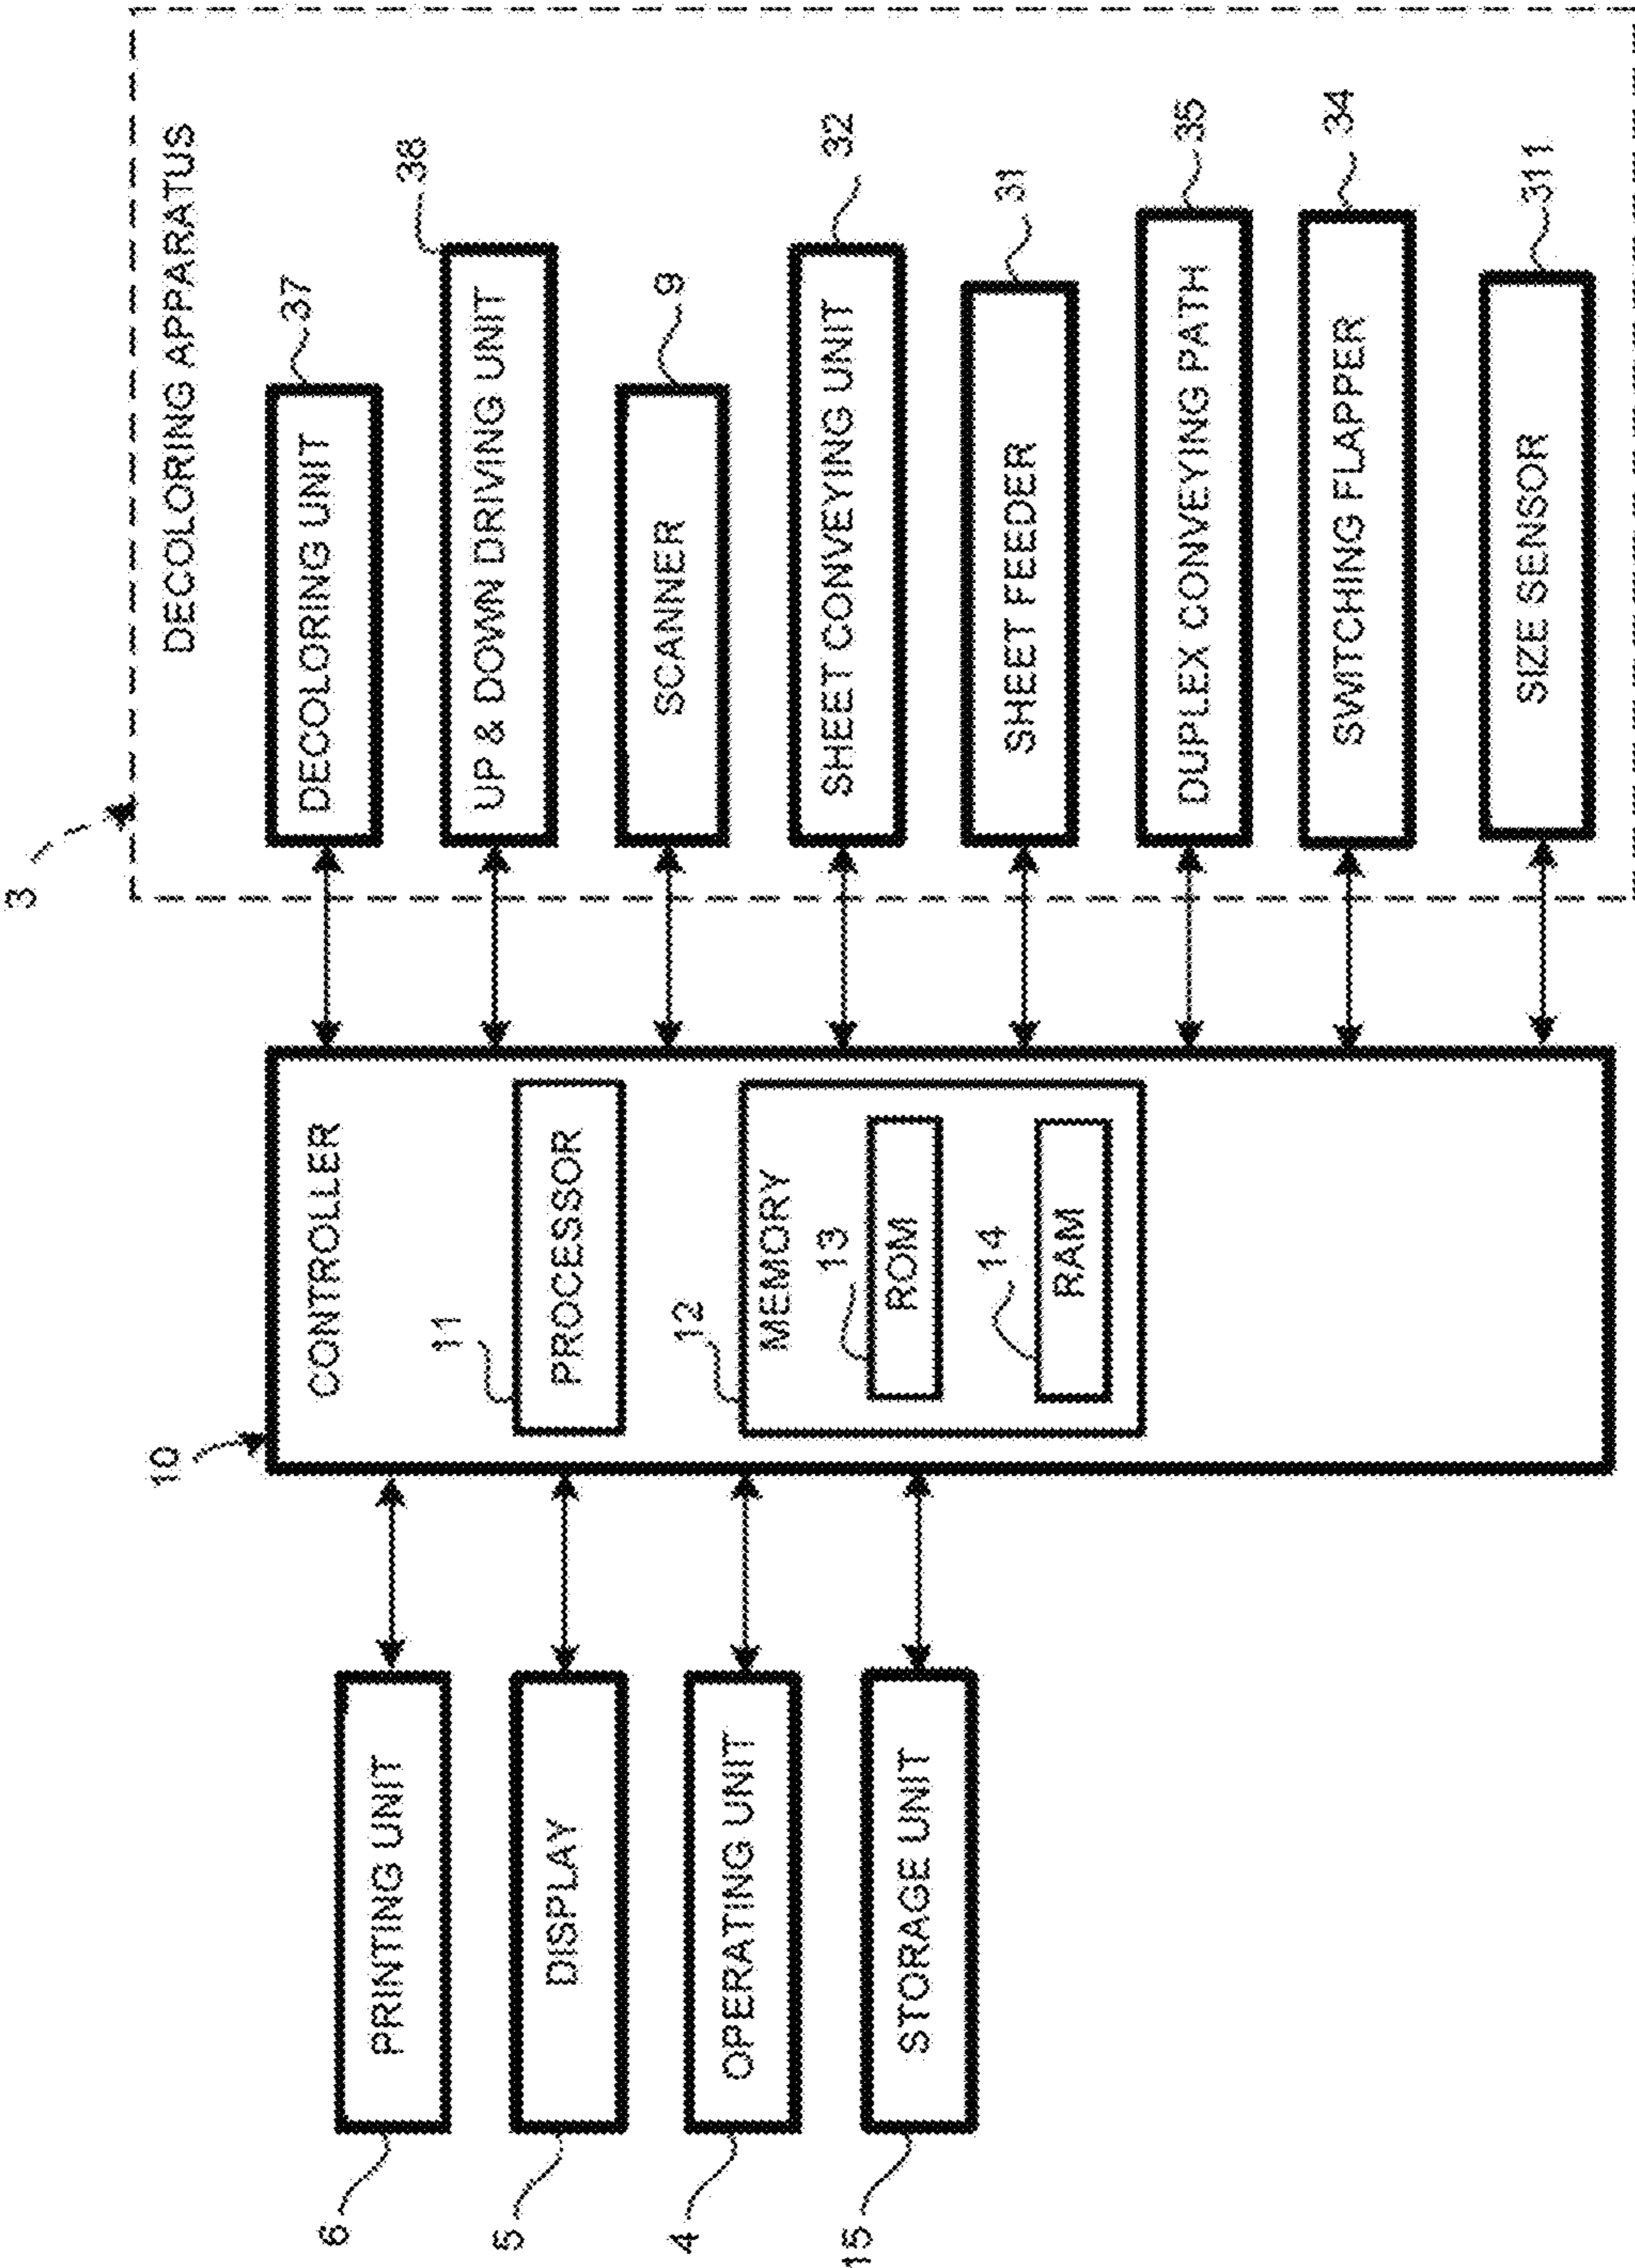 3
DECOLORING APPARATUS
10
CONTROLLER
11
PROCESSOR
12
MEMORY
13
ROM
14
RAM
6
PRINTING UNIT
5
DISPLAY
4
OPERATING UNIT
15
STORAGE UNIT
DECOLORING UNIT
37
UP & DOWN DRIVING UNIT
38
SCANNER
9
SHEET CONVEYING UNIT
32
SHEET FEEDER
31
DUPLEX CONVEYING PATH
35
SWITCHING FLAPPER
34
SIZE SENSOR
311